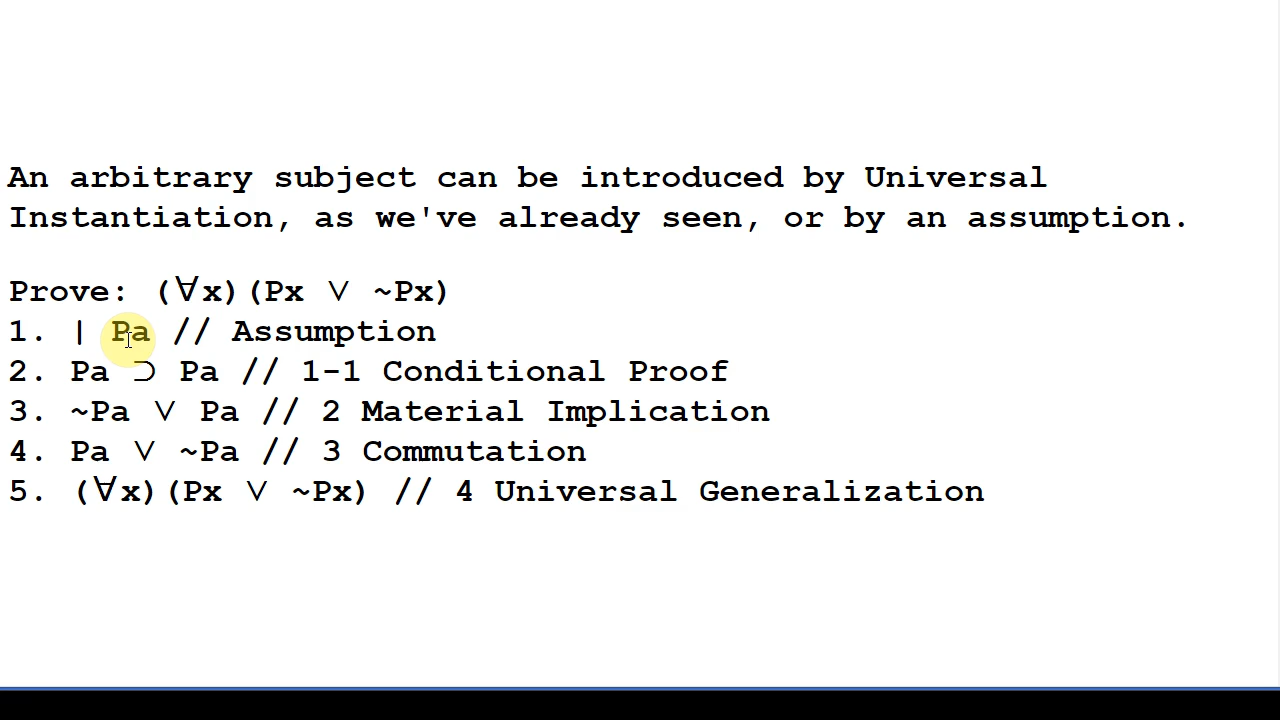 An arbitrary subject can be introduced by Universal
Instantiation, as we've already seen, or by an assumption.
Prove: (∀x)(Px ∨ ~Px)
1. | Pa // Assumption
2. Pa ⊃ Pa // 1-1 Conditional Proof
3. ~Pa ∨ Pa // 2 Material Implication
4. Pa ∨ ~Pa // 3 Commutation
5. (∀x)(Px ∨ ~Px) // 4 Universal Generalization